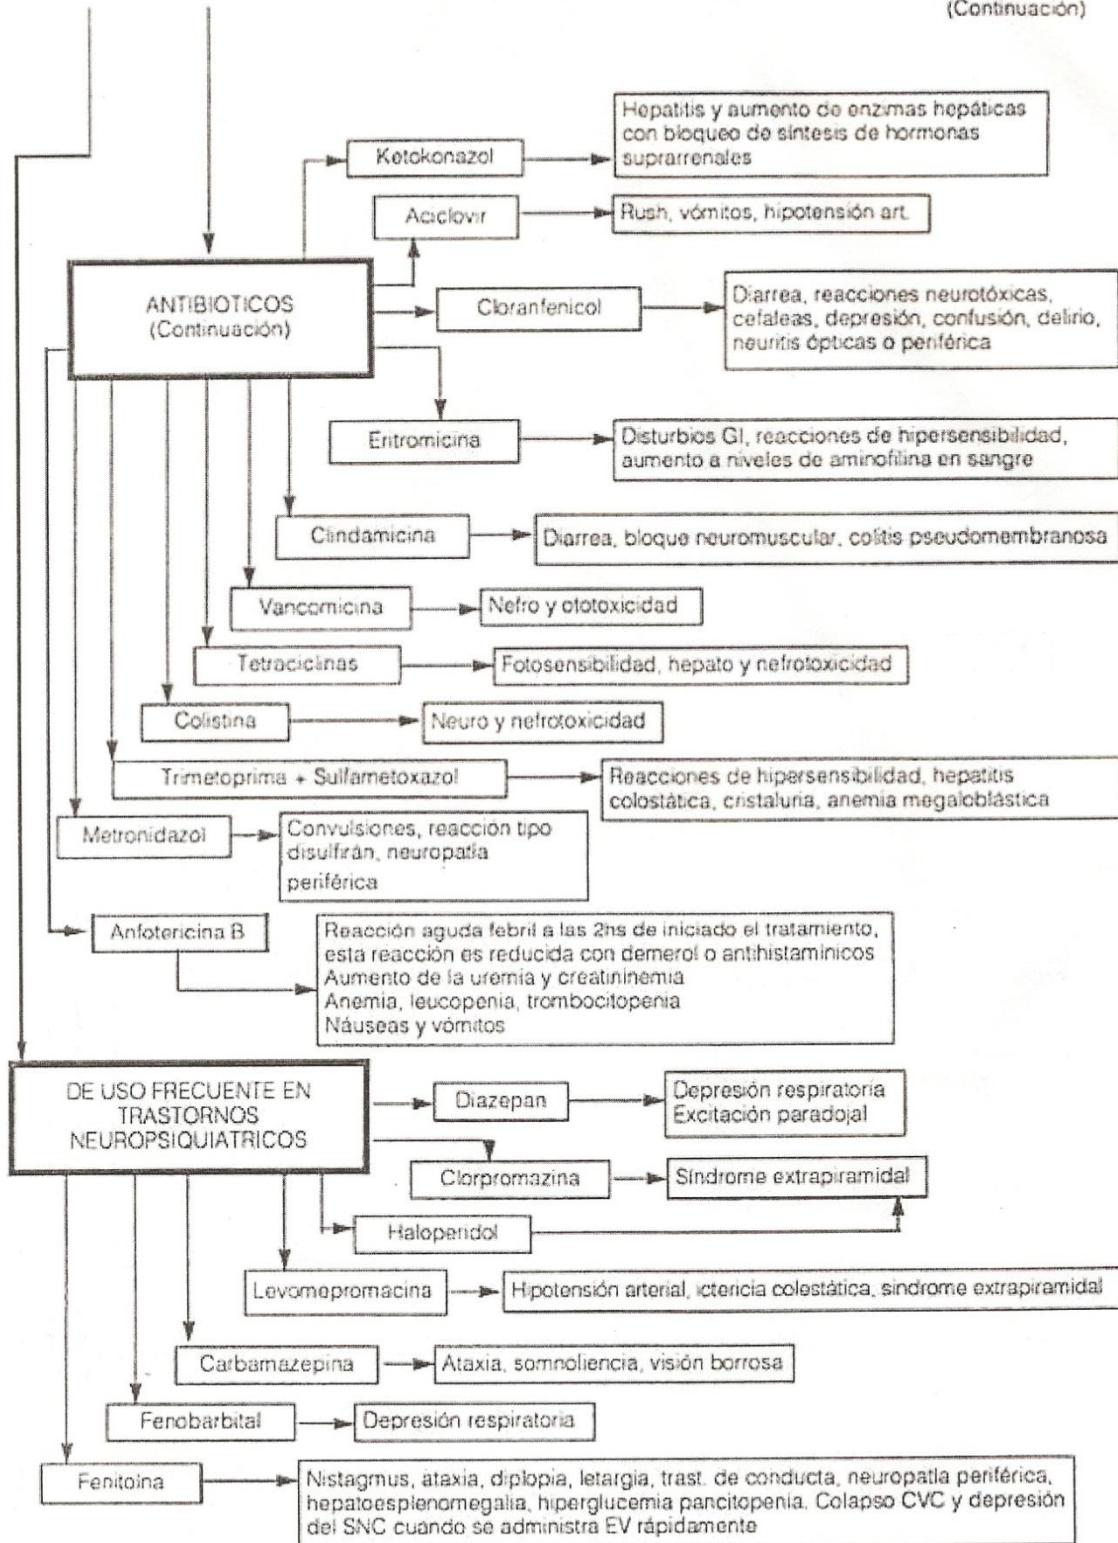 (Continuación)
Ketokonazol
Hepatitis y aumento de enzimas hepáticas
con bloqueo de síntesis de hormonas
suprarrenales
Aciclovir
Rush, vómitos, hipotensión art.
ANTIBIOTICOS
(Continuación)
Cloranfenicol
Diarrea, reacciones neurotóxicas,
cefaleas, depresión, confusión, delirio,
neuritis ópticas o periférica
Eritromicina
Disturbios GI, reacciones de hipersensibilidad,
aumento a niveles de aminofilina en sangre
Clindamicina
Diarrea, bloque neuromuscular, colitis pseudomembranosa
Vancomicina
Nefro y ototoxicidad
Tetraciclinas
Fotosensibilidad, hepato y nefrotoxicidad
Colistina
Neuro y nefrotoxicidad
Trimetoprima + Sulfametoxazol
Reacciones de hipersensibilidad, hepatitis
colostática, cristaluria, anemia megaloblástica
Metronidazol
Convulsiones, reacción tipo
disulfirán, neuropatía
periférica
Anfotericina B
Reacción aguda febril a las 2hs de iniciado el tratamiento,
esta reacción es reducida con demerol o antihistamínicos
Aumento de la uremia y creatininemia
Anemia, leucopenia, trombocitopenia
Náuseas y vómitos
DE USO FRECUENTE EN
TRASTORNOS
NEUROPSIQUIATRICOS
Diazepan
Depresión respiratoria
Excitación paradojal
Clorpromazina
Síndrome extrapiramidal
Haloperidol
Levomepromacina
Hipotensión arterial, ictericia colestática, síndrome extrapiramidal
Carbamazepina
Ataxia, somnoliencia, visión borrosa
Fenobarbital
Depresión respiratoria
Fenitoína
Nistagmus, ataxia, diplopia, letargia, trast. de conducta, neuropatía periférica,
hepatoesplenomegalia, hiperglucemia pancitopenia. Colapso CVC y depresión
del SNC cuando se administra EV rápidamente